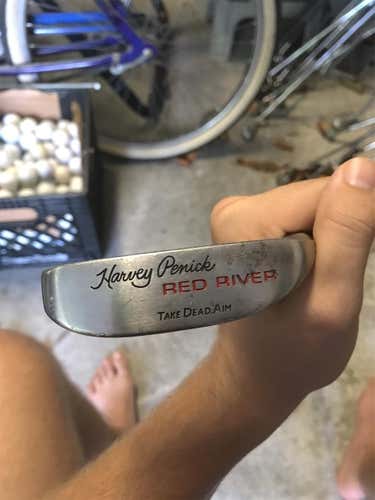 Harvey Penick
RED RIVER
TAKE DEAD AIM